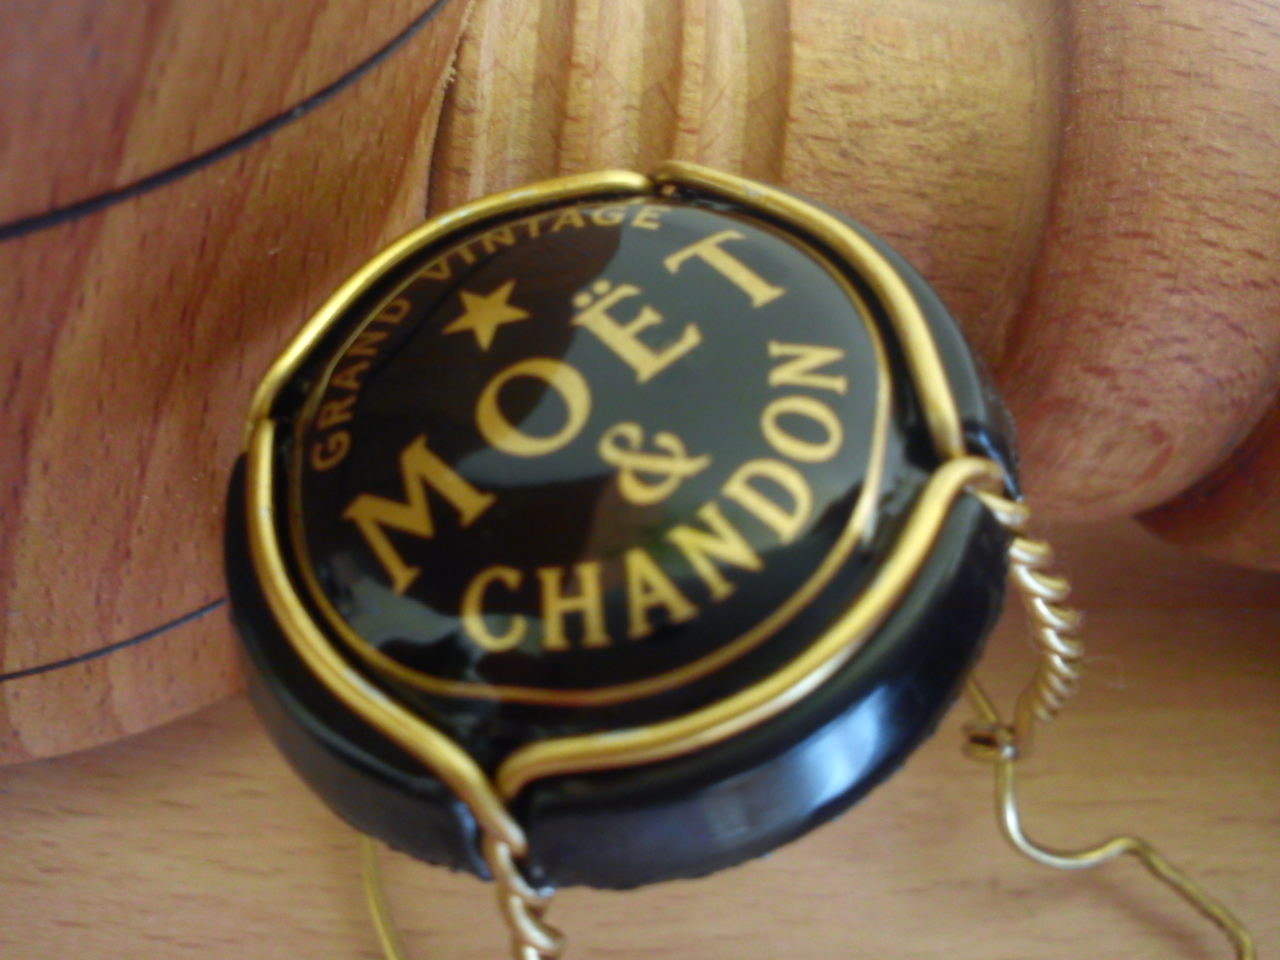 GRAND VINTAGE
MOËT
&
CHANDON